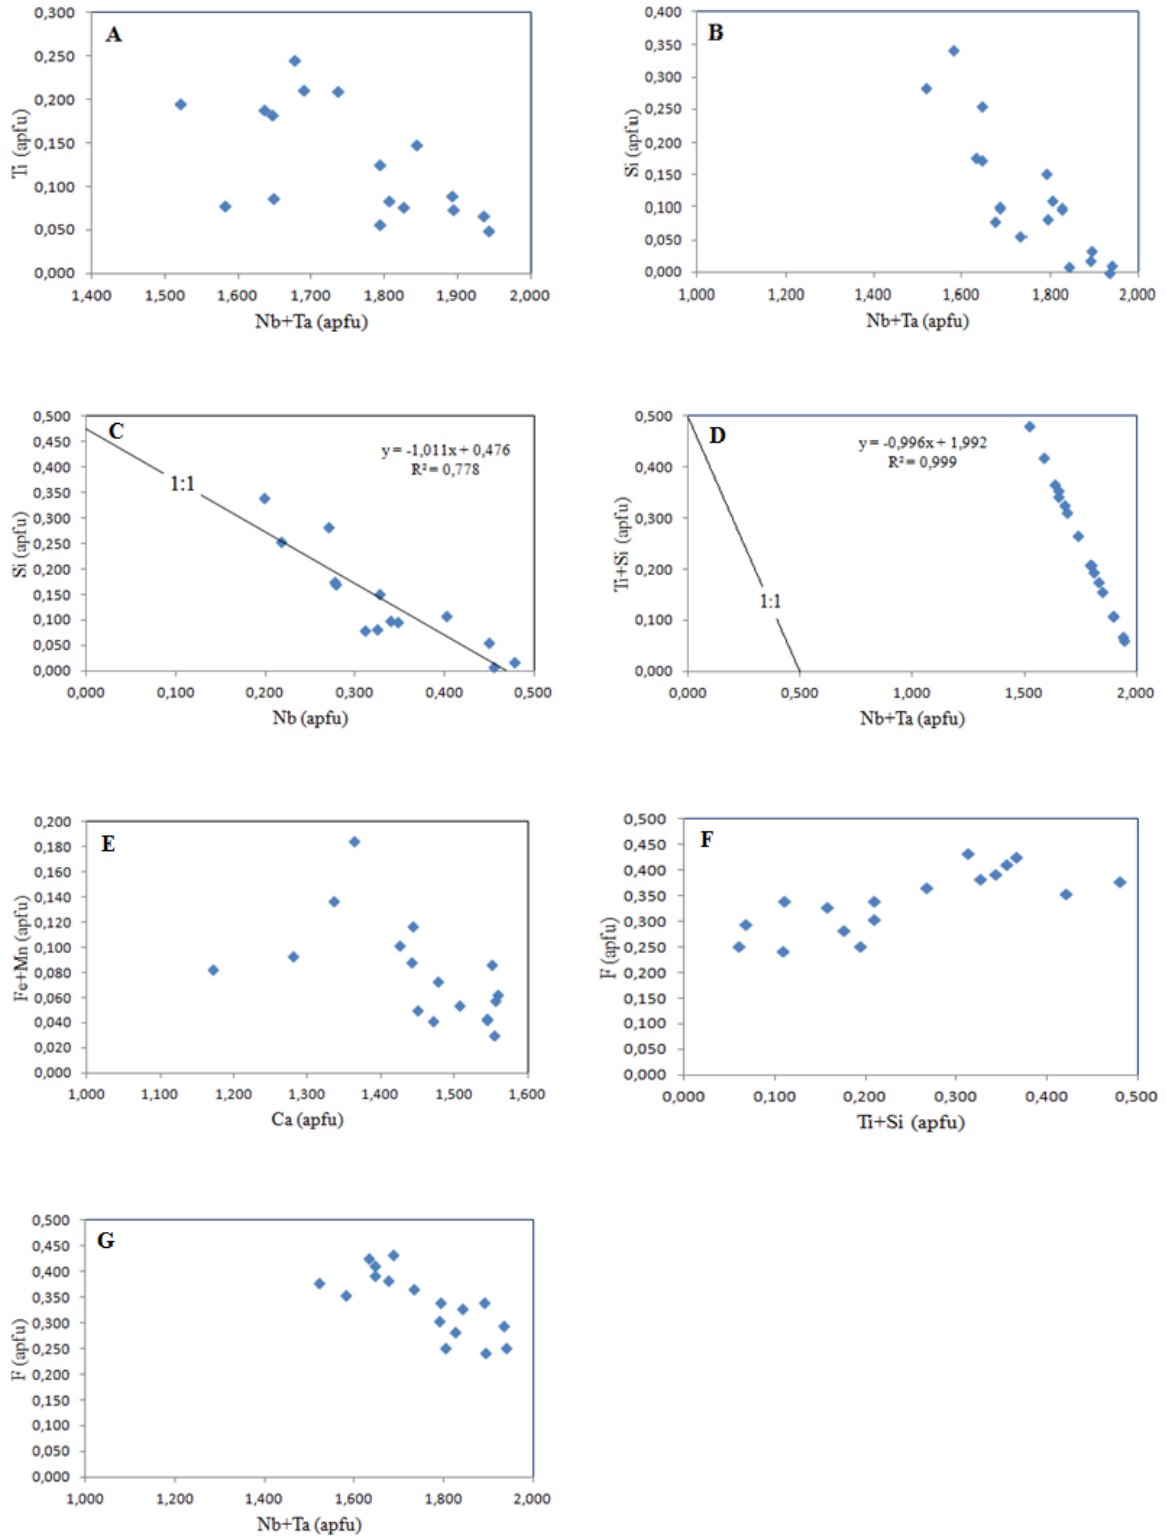 A
0,300
0,250
0,200
0,150
0,100
0,050
0,000
Ti (apfu)
1,400 1,500 1,600 1,700 1,800 1,900 2,000
Nb+Ta (apfu)
B
0,400
0,350
0,300
0,250
0,200
0,150
0,100
0,050
0,000
Si (apfu)
1,000 1,200 1,400 1,600 1,800 2,000
Nb+Ta (apfu)
C
0,500
0,450
0,400
0,350
0,300
0,250
0,200
0,150
0,100
0,050
0,000
Si (apfu)
y = -1,011x + 0,476
R² = 0,778
1:1
0,000 0,100 0,200 0,300 0,400 0,500
Nb (apfu)
D
0,500
0,400
0,300
0,200
0,100
0,000
Ti+Si (apfu)
y = -0,996x + 1,992
R² = 0,999
1:1
0,000 0,500 1,000 1,500 2,000
Nb+Ta (apfu)
E
0,200
0,180
0,160
0,140
0,120
0,100
0,080
0,060
0,040
0,020
0,000
Fe+Mn (apfu)
1,000 1,100 1,200 1,300 1,400 1,500 1,600
Ca (apfu)
F
0,500
0,450
0,400
0,350
0,300
0,250
0,200
0,150
0,100
0,050
0,000
F (apfu)
0,000 0,100 0,200 0,300 0,400 0,500
Ti+Si (apfu)
G
0,500
0,450
0,400
0,350
0,300
0,250
0,200
0,150
0,100
0,050
0,000
F (apfu)
1,000 1,200 1,400 1,600 1,800 2,000
Nb+Ta (apfu)